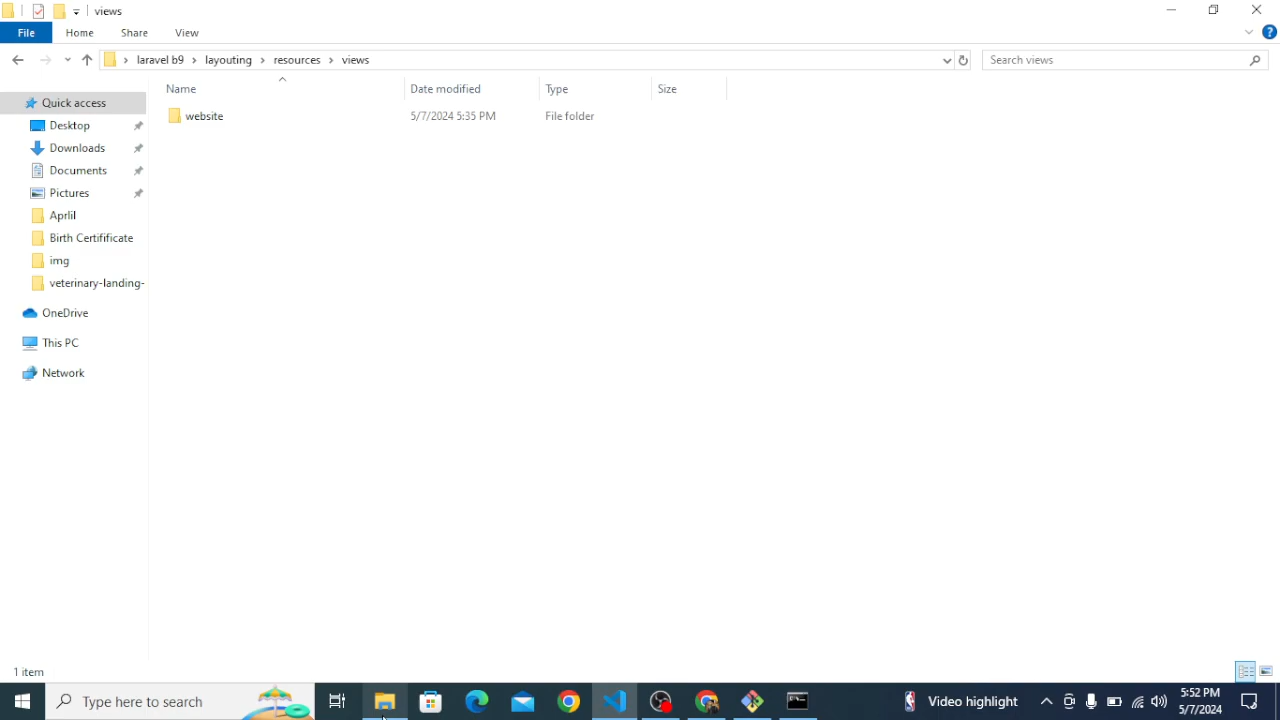 views
File Home Share View
laravel b9 layouting resources views Search views
Name Date modified Type Size
website 5/7/2024 5:35 PM File folder
Quick access
Desktop
Downloads
Documents
Pictures
Aprlil
Birth Certifificate
img
veterinary-landing-
OneDrive
This PC
Network
1 item
Type here to search
Video highlight
5:52 PM
5/7/2024